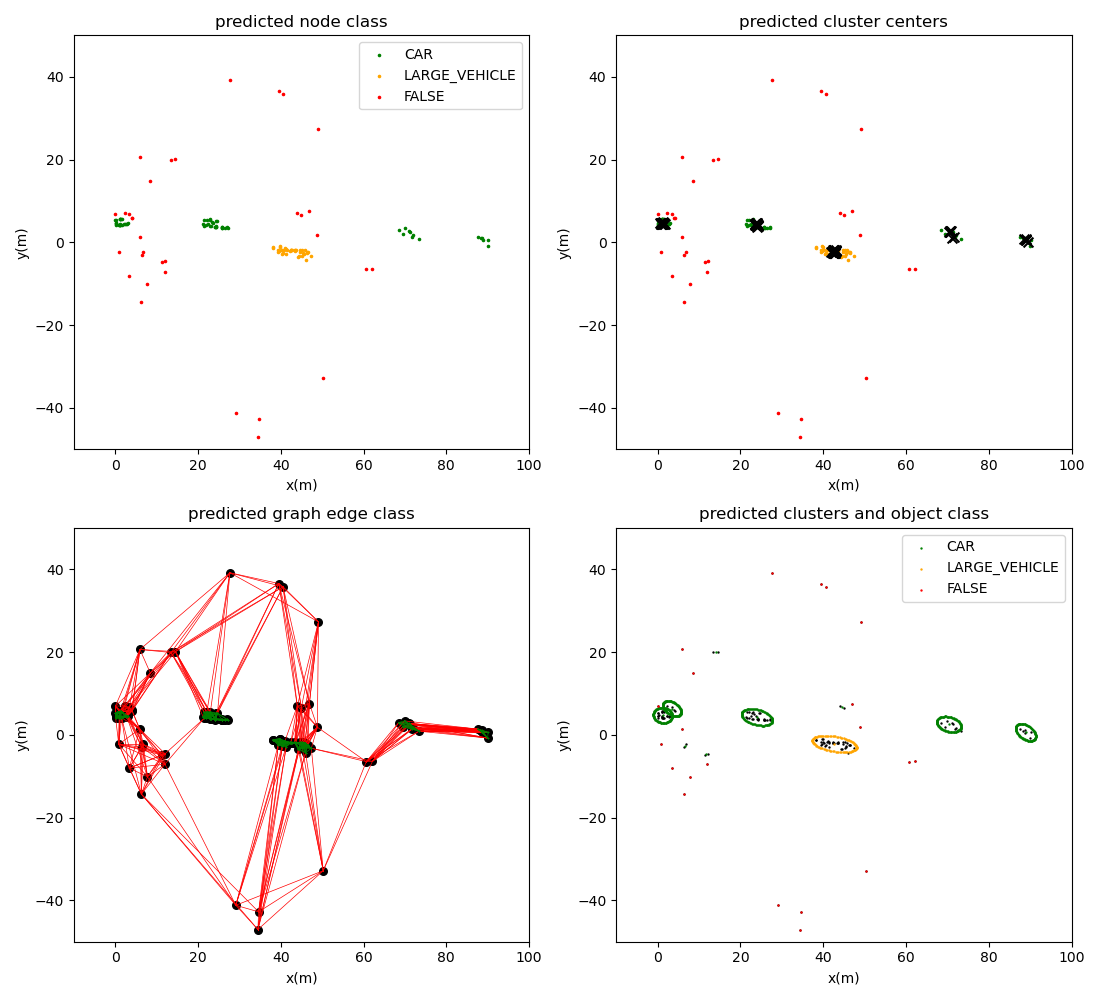 predicted node class
CAR
LARGE_VEHICLE
FALSE
40
20
0
−20
−40
y(m)
0 20 40 60 80 100
x(m)
predicted cluster centers
40
20
0
−20
−40
y(m)
0 20 40 60 80 100
x(m)
predicted graph edge class
40
20
0
−20
−40
y(m)
0 20 40 60 80 100
x(m)
predicted clusters and object class
CAR
LARGE_VEHICLE
FALSE
40
20
0
−20
−40
y(m)
0 20 40 60 80 100
x(m)